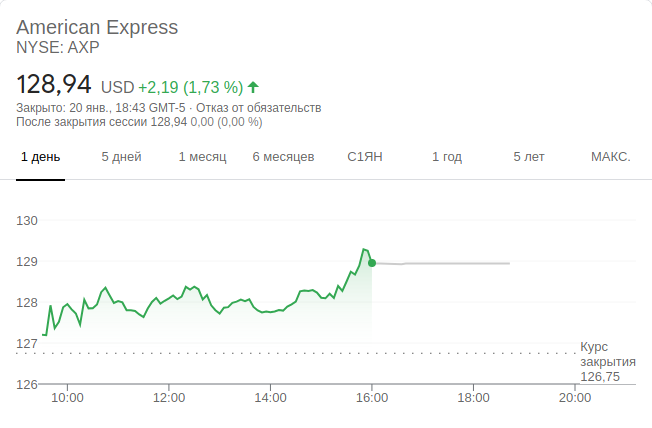 American Express
NYSE: AXP
128,94 USD +2,19 (1,73 %)
Закрыто: 20 янв., 18:43 GMT-5 · Отказ от обязательств
После закрытия сессии 128,94 0,00 (0,00 %)
1 день 5 дней 1 месяц 6 месяцев С1ЯН 1 год 5 лет МАКС.
130
129
128
127
Курс
закрытия
126,75
126
10:00 12:00 14:00 16:00 18:00 20:00